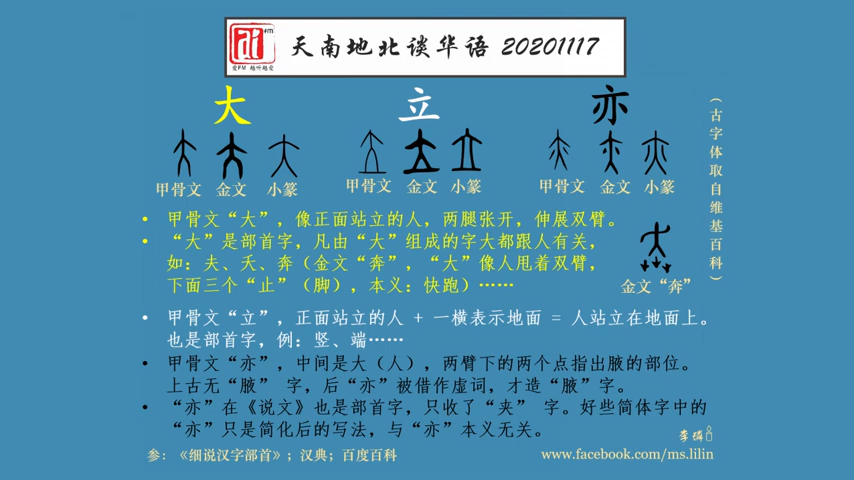 爱FM 越听越爱
天南地北谈华语 20201117
大
立
亦
甲骨文 金文 小篆
甲骨文 金文 小篆
甲骨文 金文 小篆
（古字体取自维基百科）
• 甲骨文“大”，像正面站立的人，两腿张开，伸展双臂。
• “大”是部首字，凡由“大”组成的字大都跟人有关，
如：夫、夭、奔（金文“奔”，“大”像人甩着双臂，
下面三个“止”（脚），本义：快跑）……
金文“奔”
• 甲骨文“立”，正面站立的人 + 一横表示地面 = 人站立在地面上。
也是部首字，例：竖、端……
• 甲骨文“亦”，中间是大（人），两臂下的两个点指出腋的部位。
上古无“腋” 字，后“亦”被借作虚词，才造“腋”字。
• “亦”在《说文》也是部首字，只收了“夹” 字。好些简体字中的
“亦”只是简化后的写法，与“亦”本义无关。
参：《细说汉字部首》；汉典；百度百科
www.facebook.com/ms.lilin